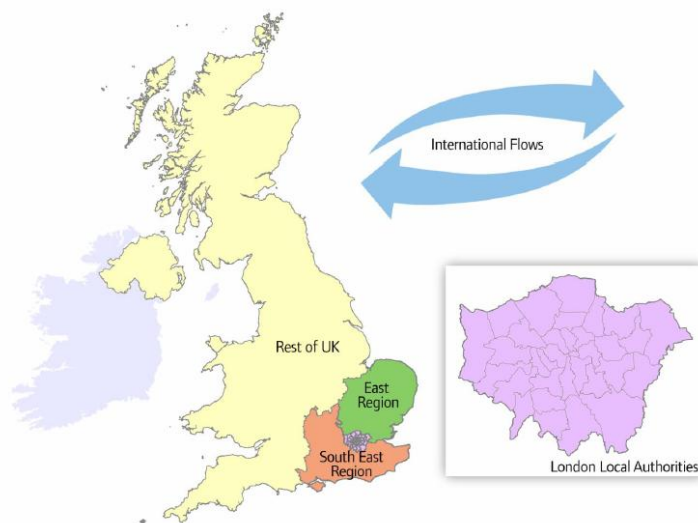 International Flows
Rest of UK
East
Region
South East
Region
London Local Authorities